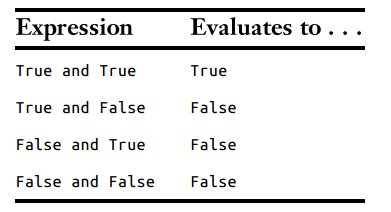 Expression Evaluates to . . .
True and True True
True and False False
False and True False
False and False False